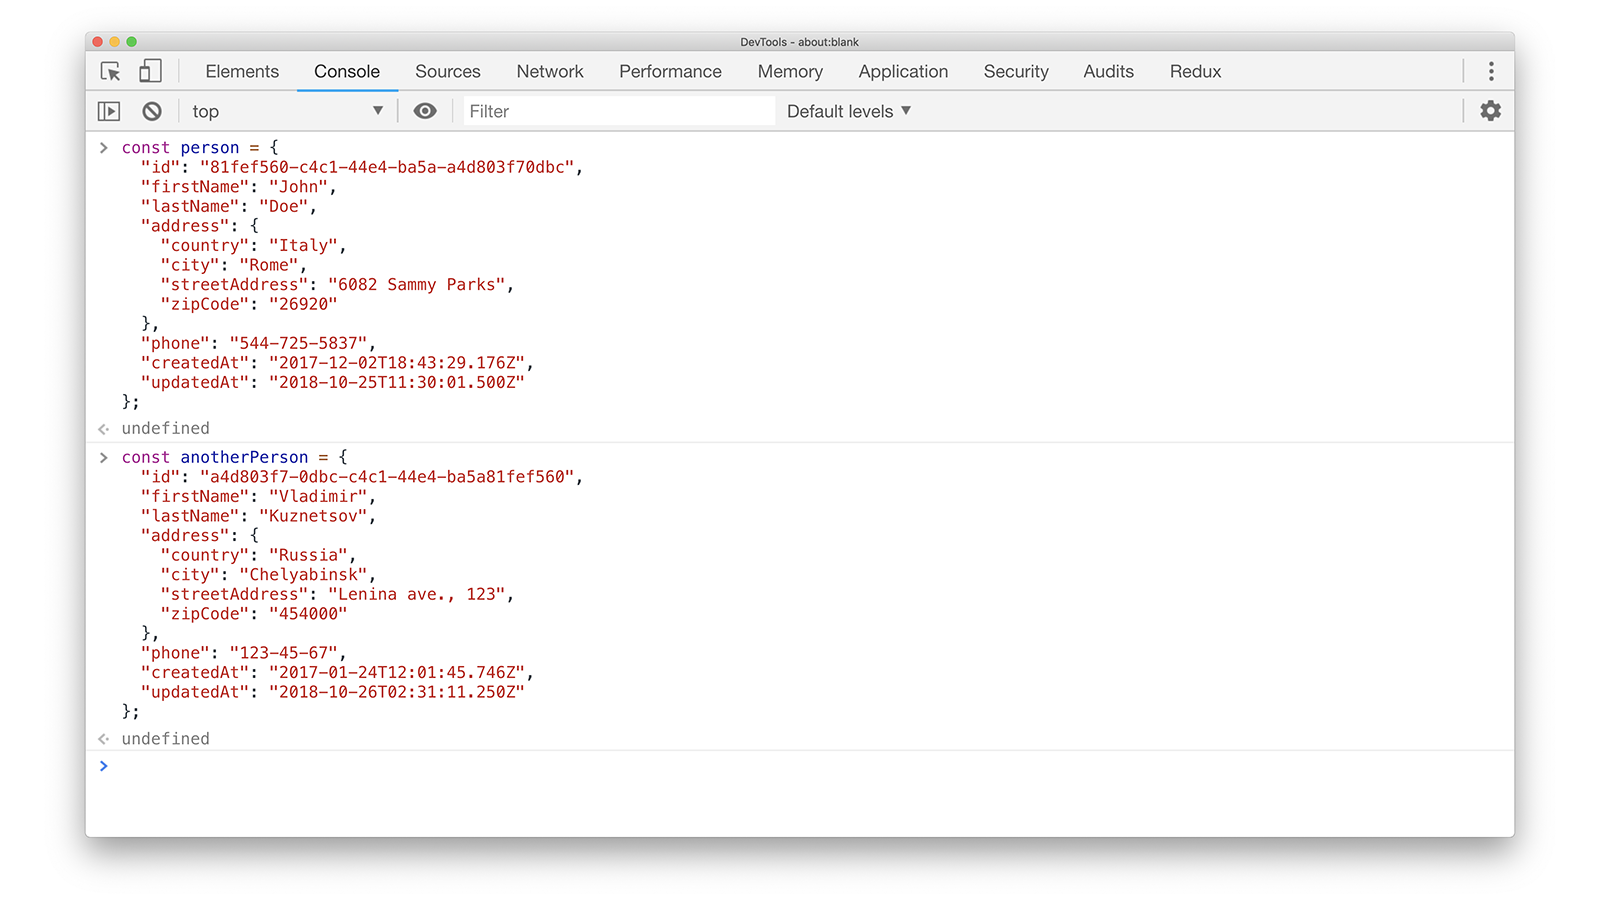 DevTools - about:blank
Elements Console Sources Network Performance Memory Application Security Audits Redux
top Filter Default levels
const person = {
  "id": "81fef560-c4c1-44e4-ba5a-a4d803f70dbc",
  "firstName": "John",
  "lastName": "Doe",
  "address": {
    "country": "Italy",
    "city": "Rome",
    "streetAddress": "6082 Sammy Parks",
    "zipCode": "26920"
  },
  "phone": "544-725-5837",
  "createdAt": "2017-12-02T18:43:29.176Z",
  "updatedAt": "2018-10-25T11:30:01.500Z"
};
undefined
const anotherPerson = {
  "id": "a4d803f7-0dbc-c4c1-44e4-ba5a81fef560",
  "firstName": "Vladimir",
  "lastName": "Kuznetsov",
  "address": {
    "country": "Russia",
    "city": "Chelyabinsk",
    "streetAddress": "Lenina ave., 123",
    "zipCode": "454000"
  },
  "phone": "123-45-67",
  "createdAt": "2017-01-24T12:01:45.746Z",
  "updatedAt": "2018-10-26T02:31:11.250Z"
};
undefined